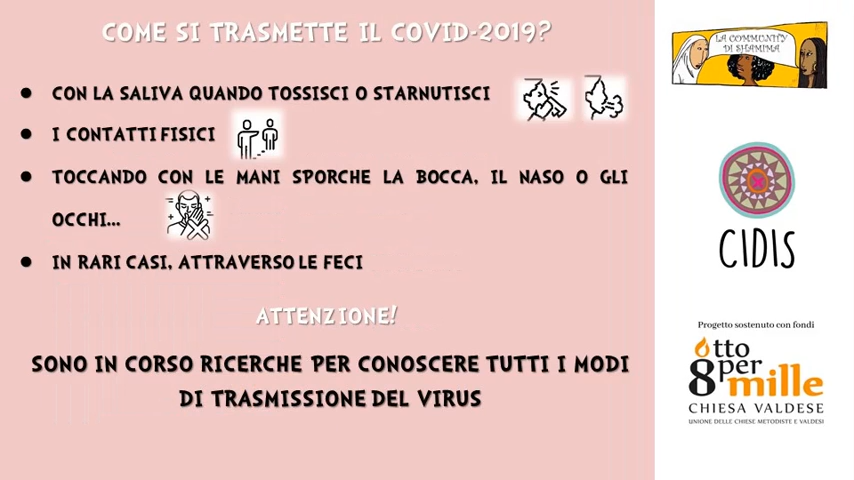 COME SI TRASMETTE IL COVID-2019?
CON LA SALIVA QUANDO TOSSISCI O STARNUTISCI
I CONTATTI FISICI
TOCCANDO CON LE MANI SPORCHE LA BOCCA, IL NASO O GLI
OCCHI...
IN RARI CASI, ATTRAVERSO LE FECI
ATTENZIONE!
SONO IN CORSO RICERCHE PER CONOSCERE TUTTI I MODI
DI TRASMISSIONE DEL VIRUS
LA COMMUNITY
DI SHAMIMA
CIDIS
Progetto sostenuto con fondi
otto
8 per
mille
CHIESA VALDESE
UNIONE DELLE CHIESE METODISTE E VALDESI